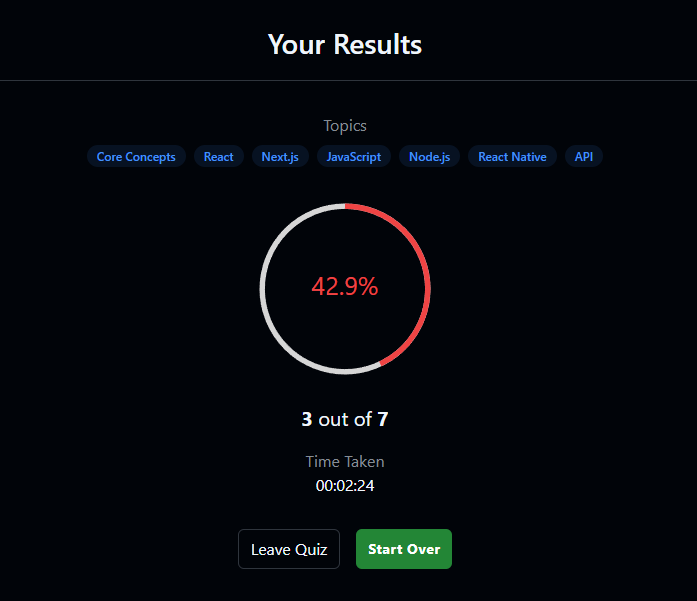 Your Results
Topics
Core Concepts React Next.js JavaScript Node.js React Native API
42.9%
3 out of 7
Time Taken
00:02:24
Leave Quiz Start Over